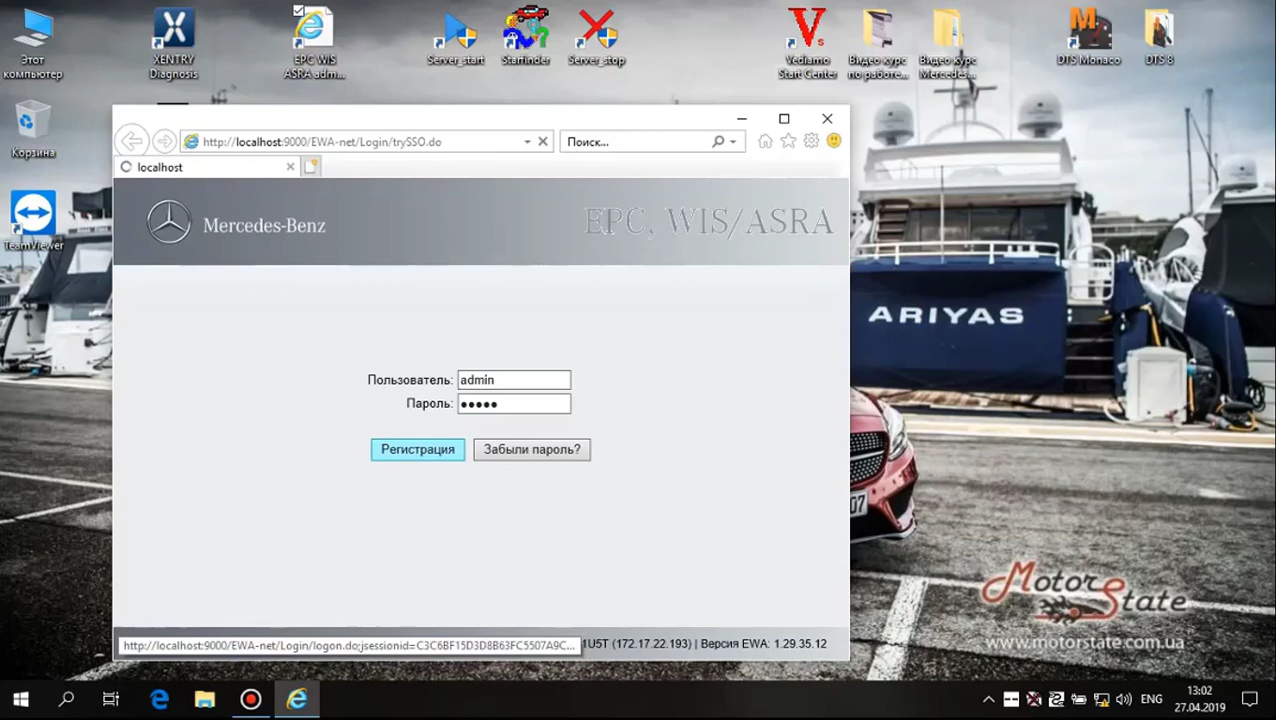 Этот
компьютер
XENTRY
Diagnosis
EPC WIS
ASRA adm...
Server_start
Starfinder
Server_stop
Vediamo
Start Center
Видео курс
по работе...
Видео курс
Mercedes...
DTS Monaco
DTS 8
Корзина
TeamViewer
http://localhost:9000/EWA-net/Login/trySSO.do
Поиск...
localhost
Mercedes-Benz
EPC, WIS/ASRA
Пользователь: admin
Пароль: •••••
Регистрация
Забыли пароль?
http://localhost:9000/EWA-net/Login/logon.do;jsessionid=C3C6BF15D3D8B63FC5507A9C...
1U5T (172.17.22.193) | Версия EWA: 1.29.35.12
ARIYAS
07
Motor State
www.motorstate.com.ua
ENG
13:02
27.04.2019